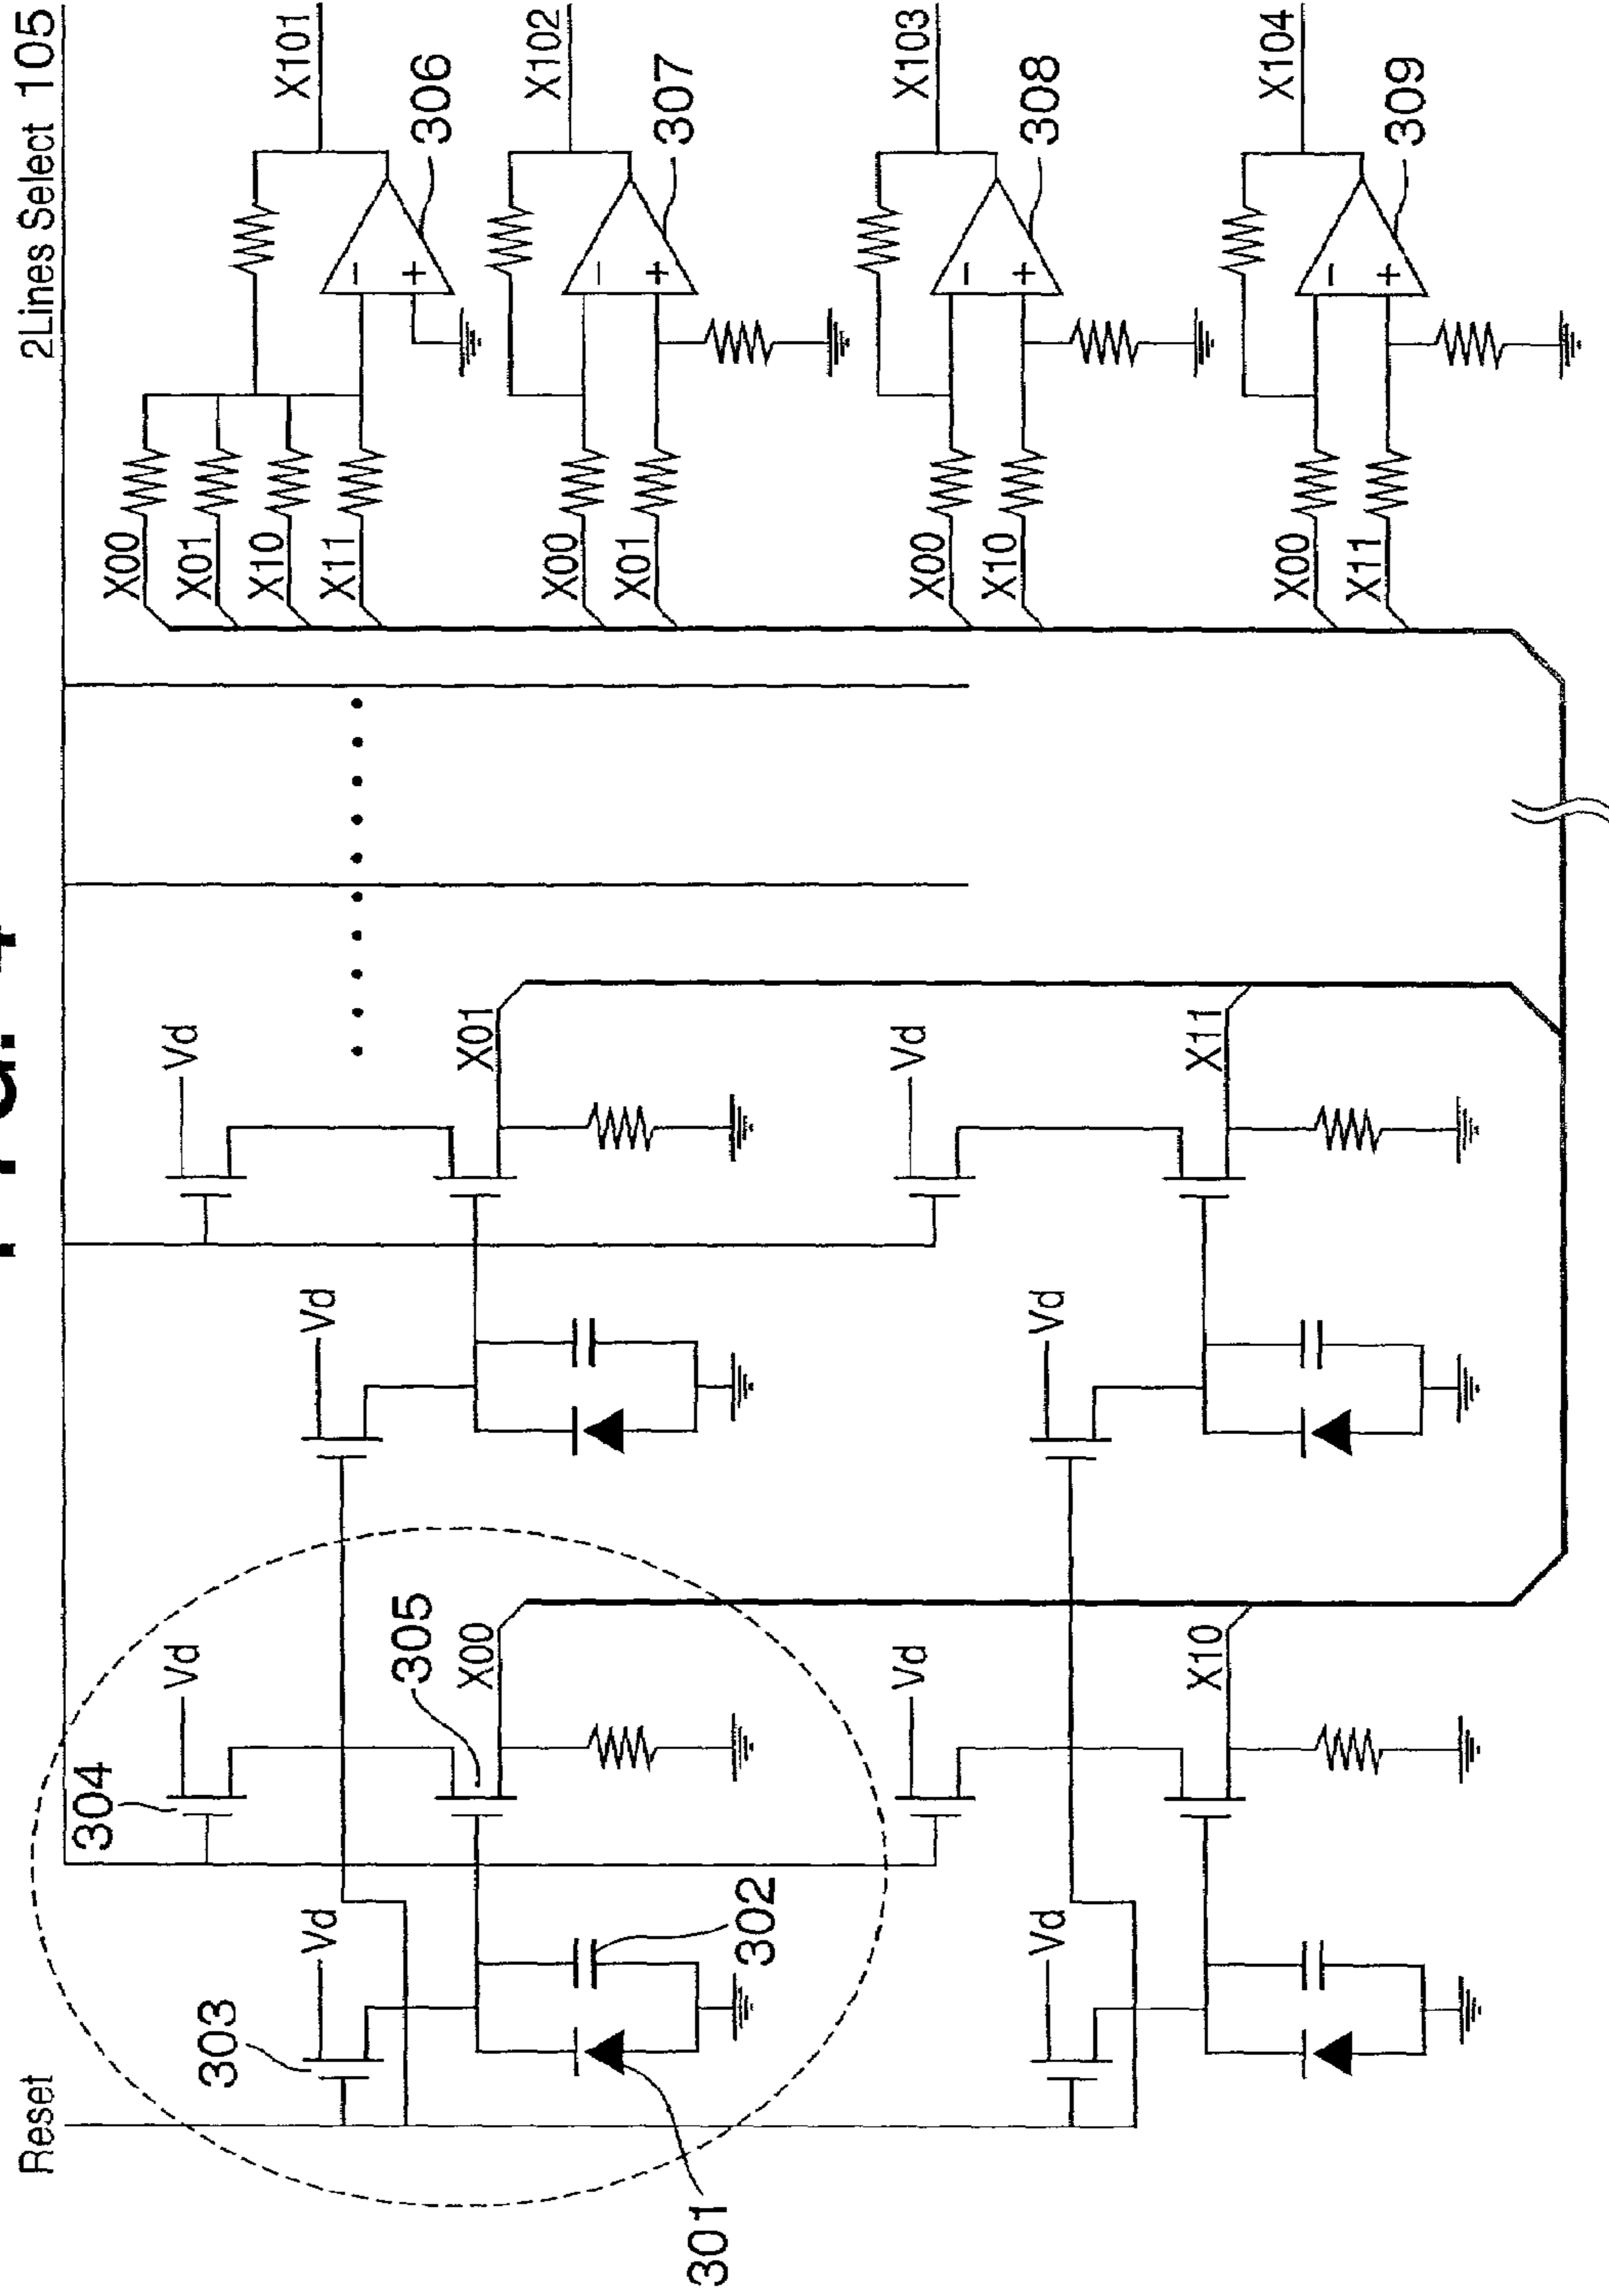 Reset
2Lines Select 105
304
X00
Vd
Vd
X01
303
X10
X101
Vd
Vd
X11
305
306
X00
X01
X102
X00
X01
307
301
302
Vd
Vd
X103
X00
X10
308
Vd
Vd
X10
X11
X00
X104
X11
309